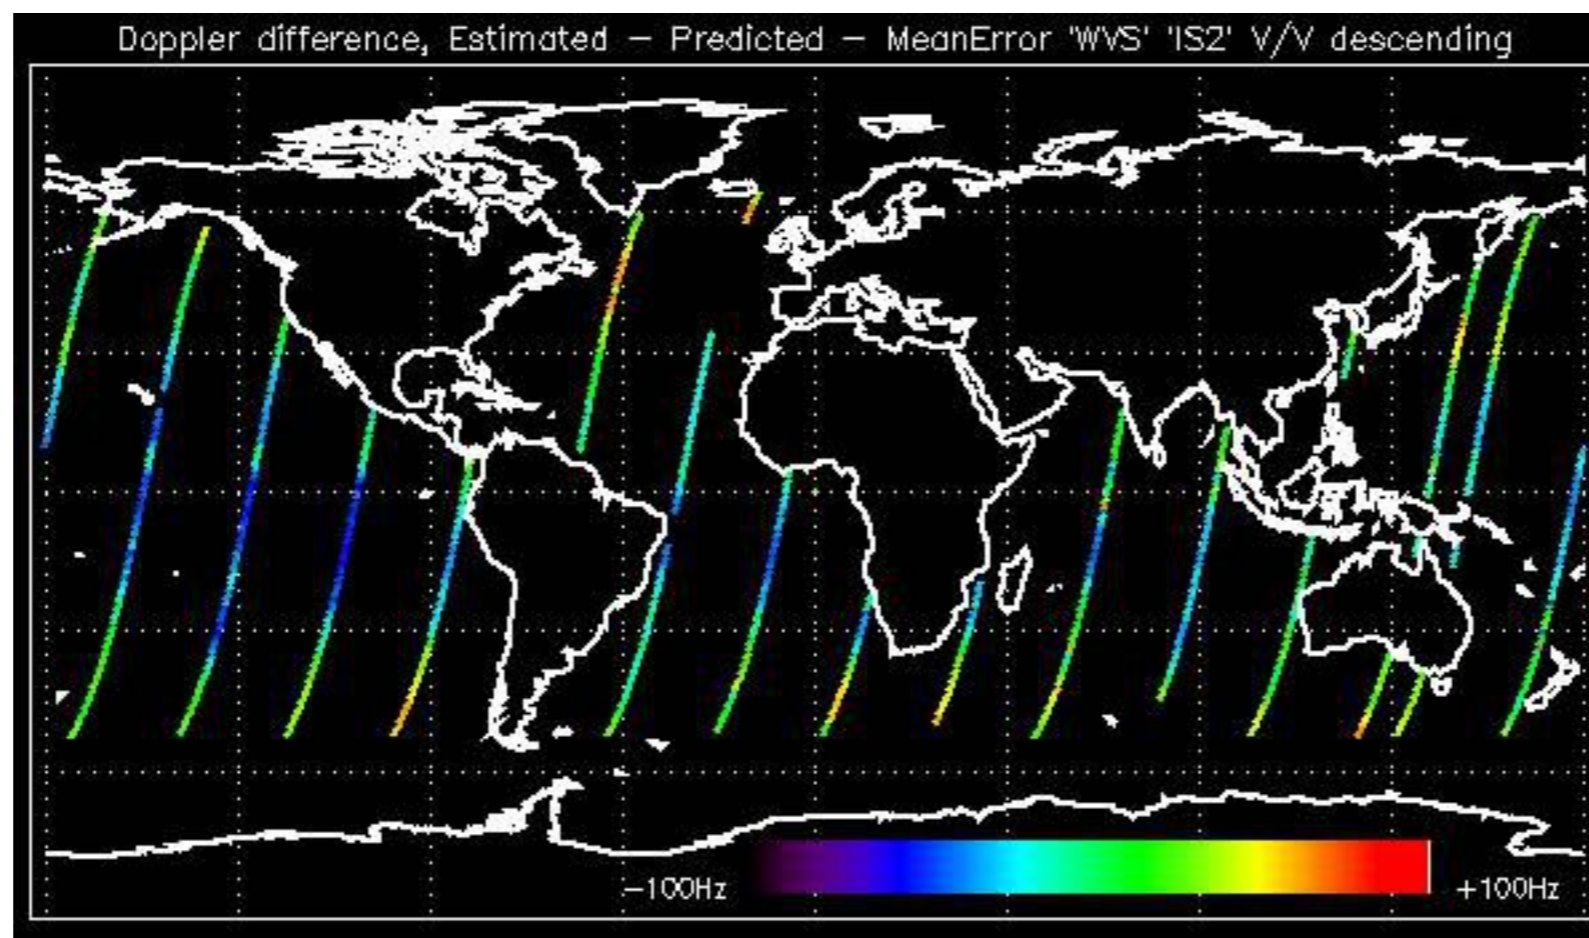 Doppler difference, Estimated – Predicted – MeanError 'WVS' 'IS2' V/V descending
–100Hz +100Hz